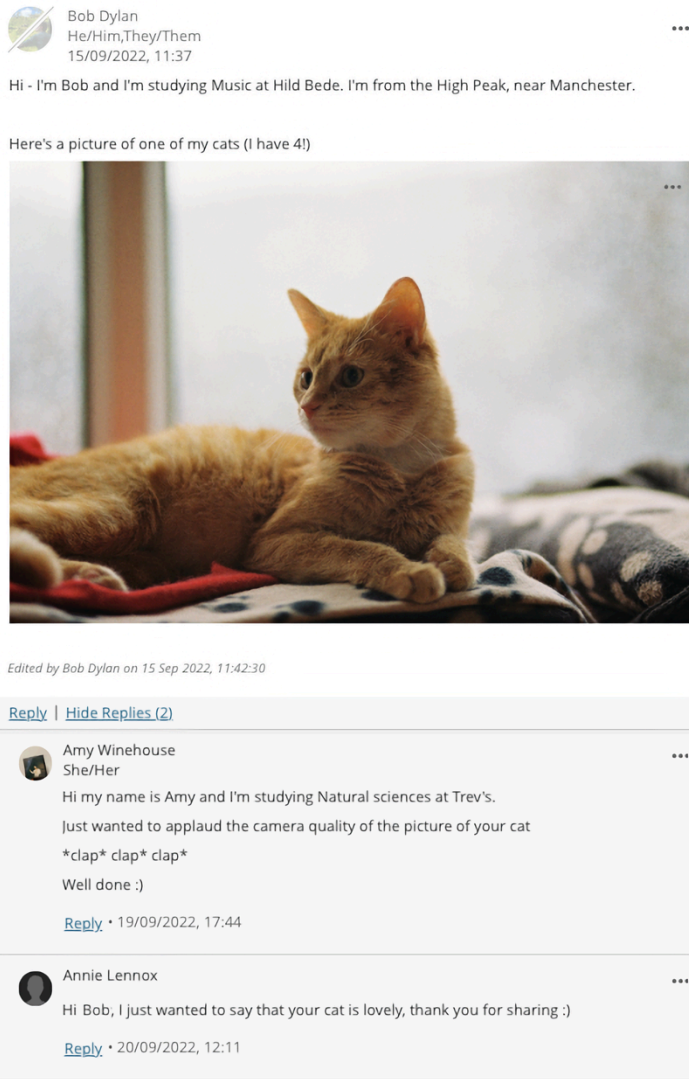 Bob Dylan
He/Him,They/Them
15/09/2022, 11:37
Hi - I'm Bob and I'm studying Music at Hild Bede. I'm from the High Peak, near Manchester.
Here's a picture of one of my cats (I have 4!)
Edited by Bob Dylan on 15 Sep 2022, 11:42:30
Reply | Hide Replies (2)
Amy Winehouse
She/Her
Hi my name is Amy and I'm studying Natural sciences at Trev's.
Just wanted to applaud the camera quality of the picture of your cat
*clap* clap* clap*
Well done :)
Reply • 19/09/2022, 17:44
Annie Lennox
Hi Bob, I just wanted to say that your cat is lovely, thank you for sharing :)
Reply • 20/09/2022, 12:11